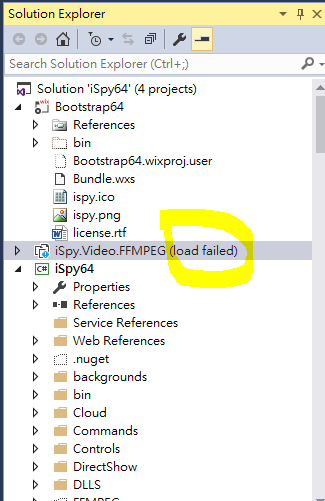 Solution Explorer
Search Solution Explorer (Ctrl+;)
Solution 'iSpy64' (4 projects)
Bootstrap64
References
bin
Bootstrap64.wixproj.user
Bundle.wxs
ispy.ico
ispy.png
license.rtf
iSpy.Video.FFMPEG (load failed)
C# iSpy64
Properties
References
Service References
Web References
.nuget
backgrounds
bin
Cloud
Commands
Controls
DirectShow
DLLS